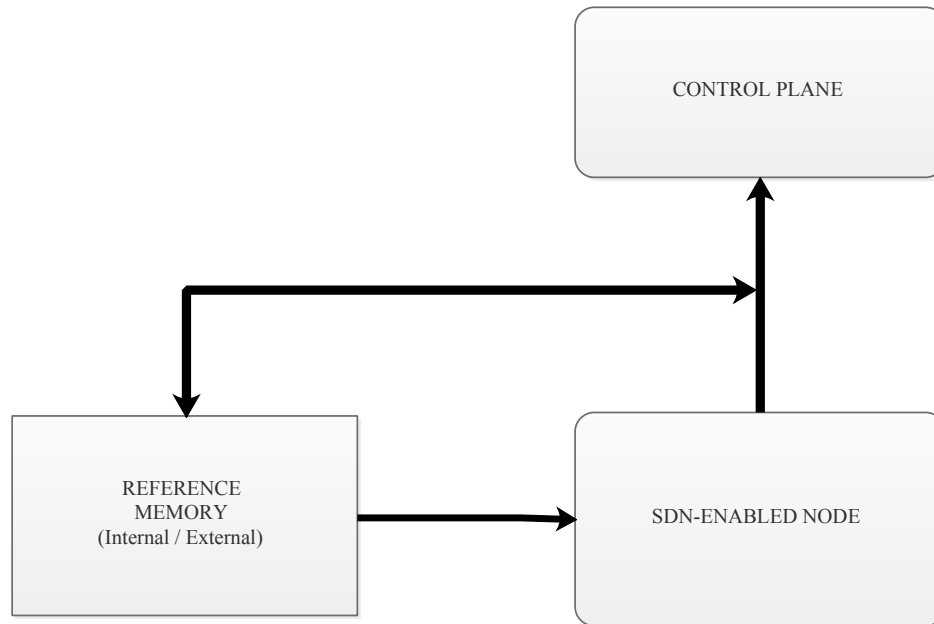 CONTROL PLANE
REFERENCE
MEMORY
(Internal / External)
SDN-ENABLED NODE